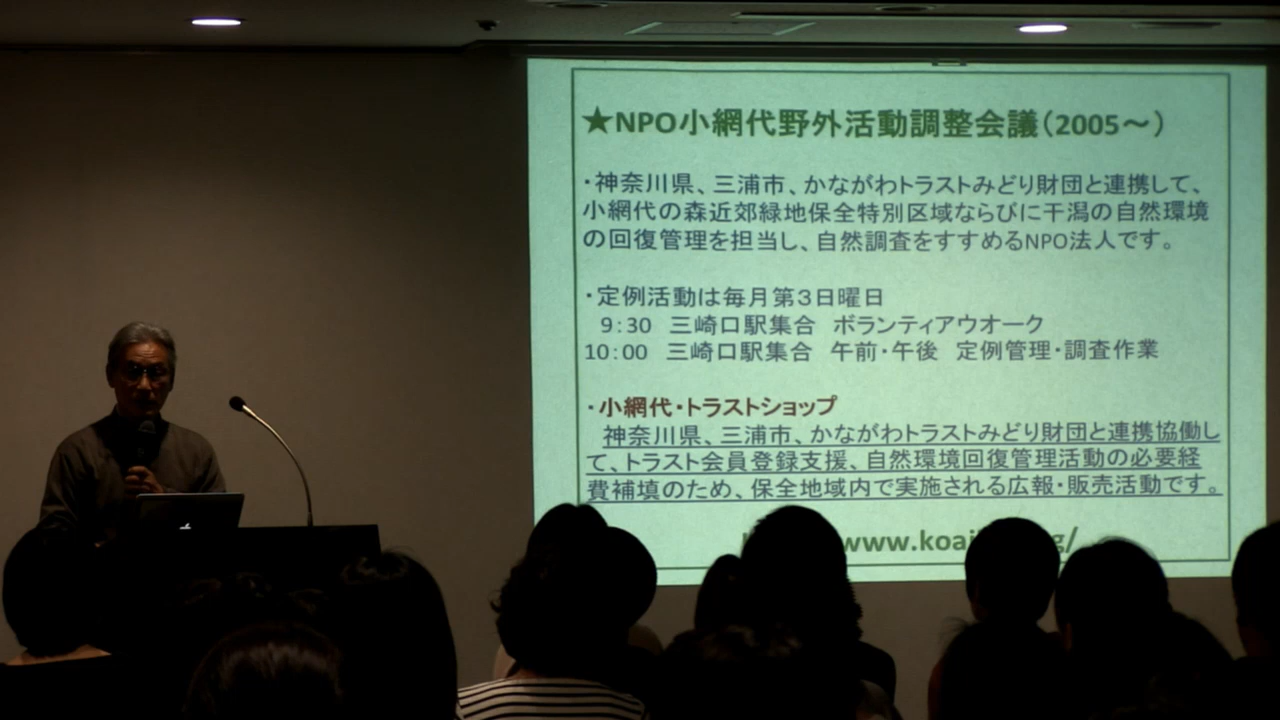 ★NPO小網代野外活動調整会議(2005～)
・神奈川県、三浦市、かながわトラストみどり財団と連携して、
小網代の森近郊緑地保全特別区域ならびに干潟の自然環境
の回復管理を担当し、自然調査をすすめるNPO法人です。
・定例活動は毎月第3日曜日
9:30 三崎口駅集合 ボランティアウオーク
10:00 三崎口駅集合 午前・午後 定例管理・調査作業
・小網代・トラストショップ
神奈川県、三浦市、かながわトラストみどり財団と連携協働し
て、トラスト会員登録支援、自然環境回復管理活動の必要経
費補填のため、保全地域内で実施される広報・販売活動です。